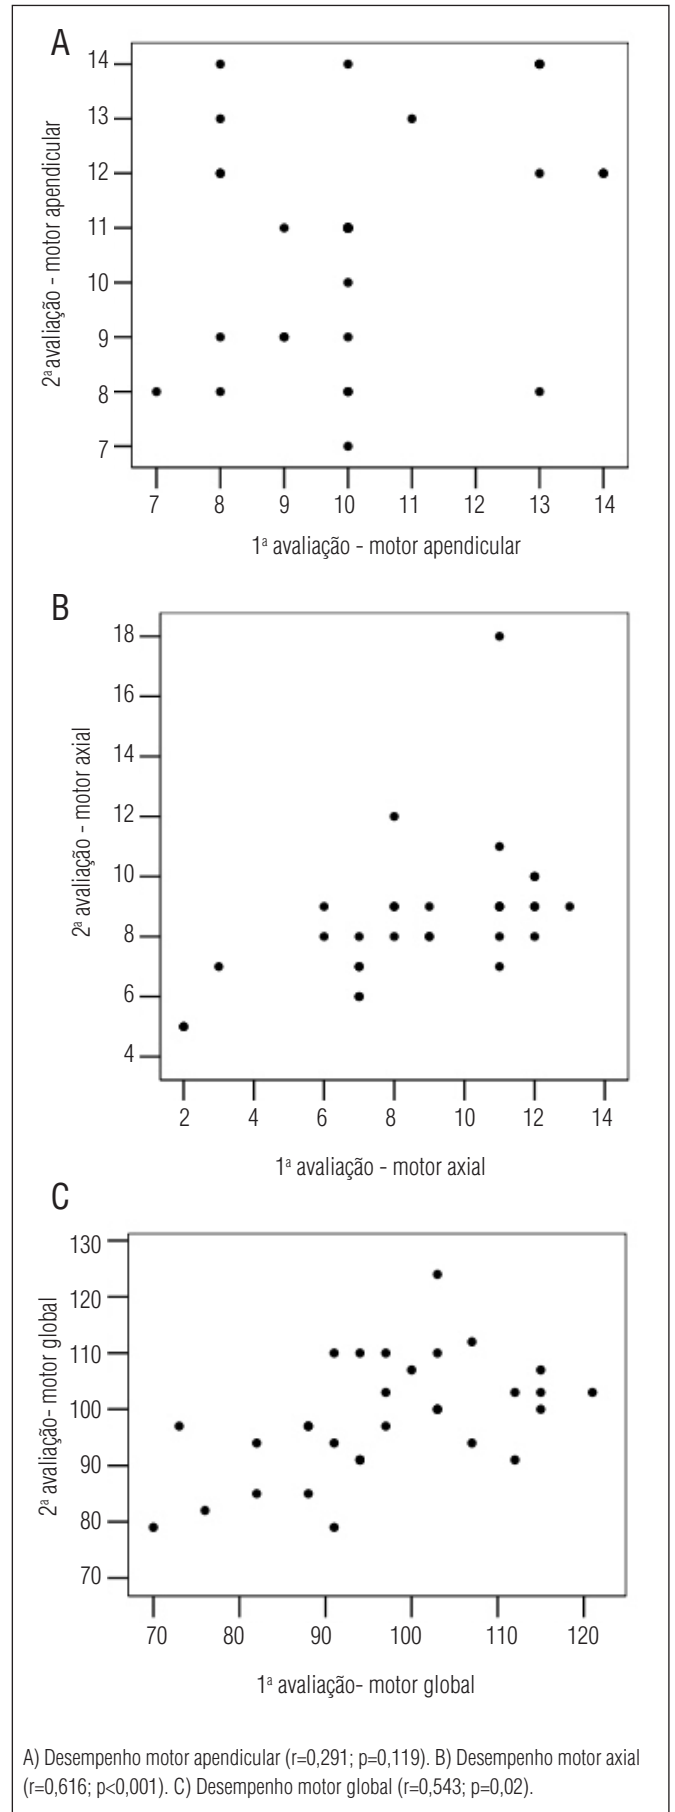 A
14
13
12
11
10
9
8
7
2ª avaliação - motor apendicular
7 8 9 10 11 12 13 14
1ª avaliação - motor apendicular
B
18
16
14
12
10
8
6
4
2ª avaliação - motor axial
2 4 6 8 10 12 14
1ª avaliação - motor axial
C
130
120
110
100
90
80
70
2ª avaliação- motor global
70 80 90 100 110 120
1ª avaliação- motor global
A) Desempenho motor apendicular (r=0,291; p=0,119). B) Desempenho motor axial
(r=0,616; p<0,001). C) Desempenho motor global (r=0,543; p=0,02).